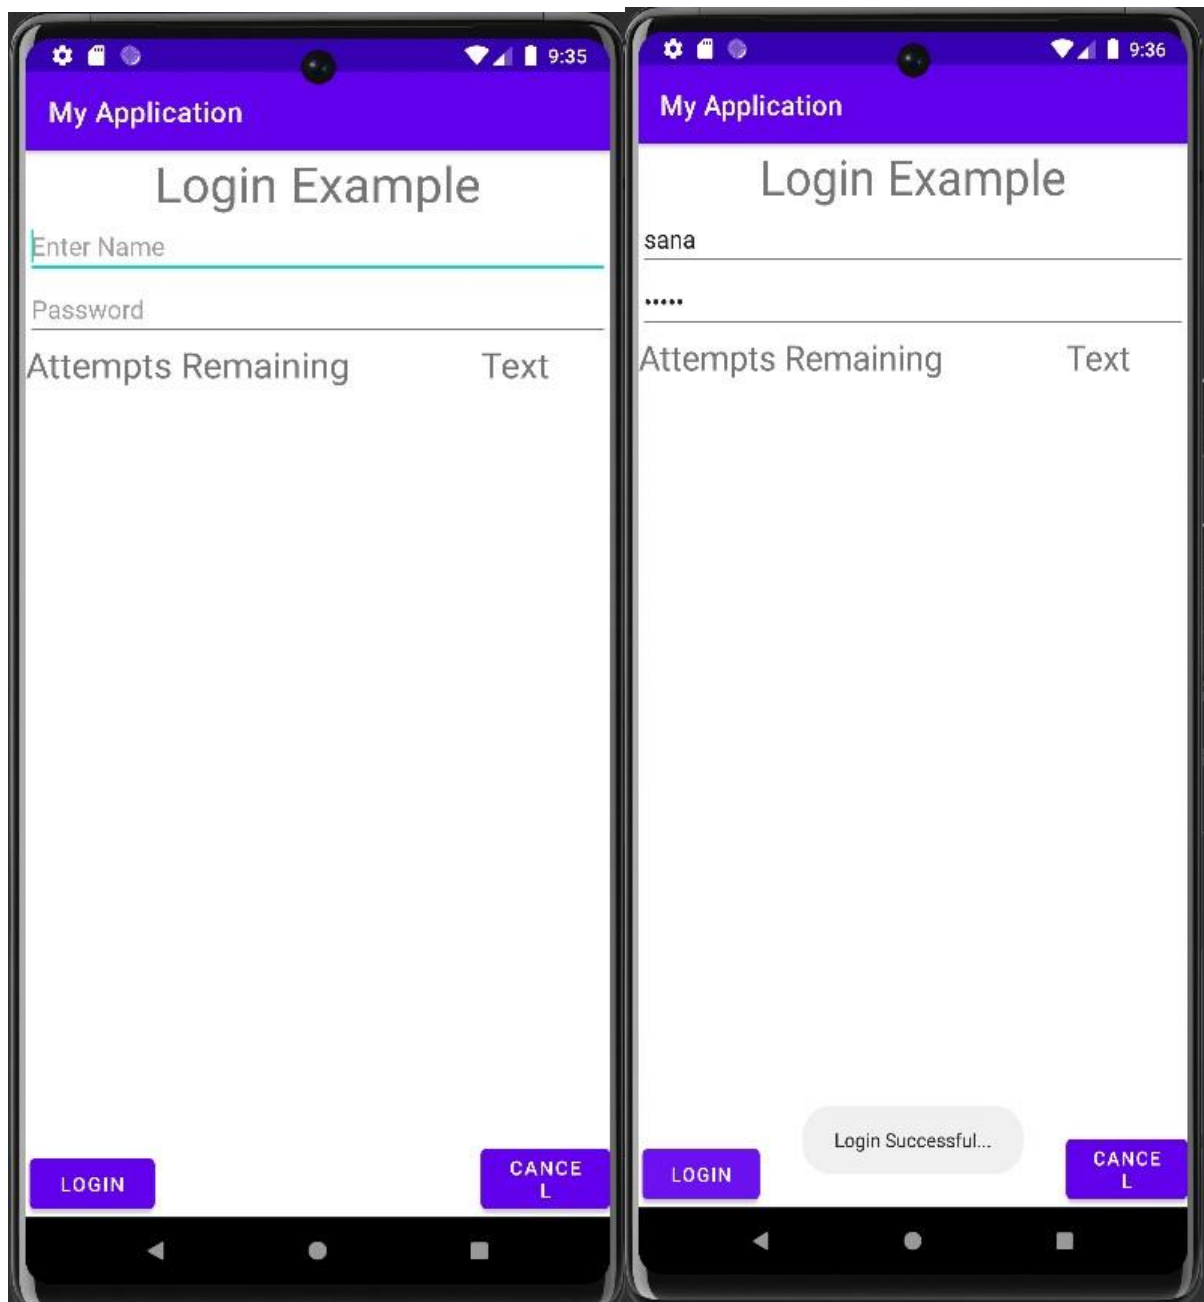 9:35
My Application
Login Example
Enter Name
Password
Attempts Remaining Text
LOGIN
CANCE
L
9:36
My Application
Login Example
sana
•••••
Attempts Remaining Text
Login Successful...
LOGIN
CANCE
L